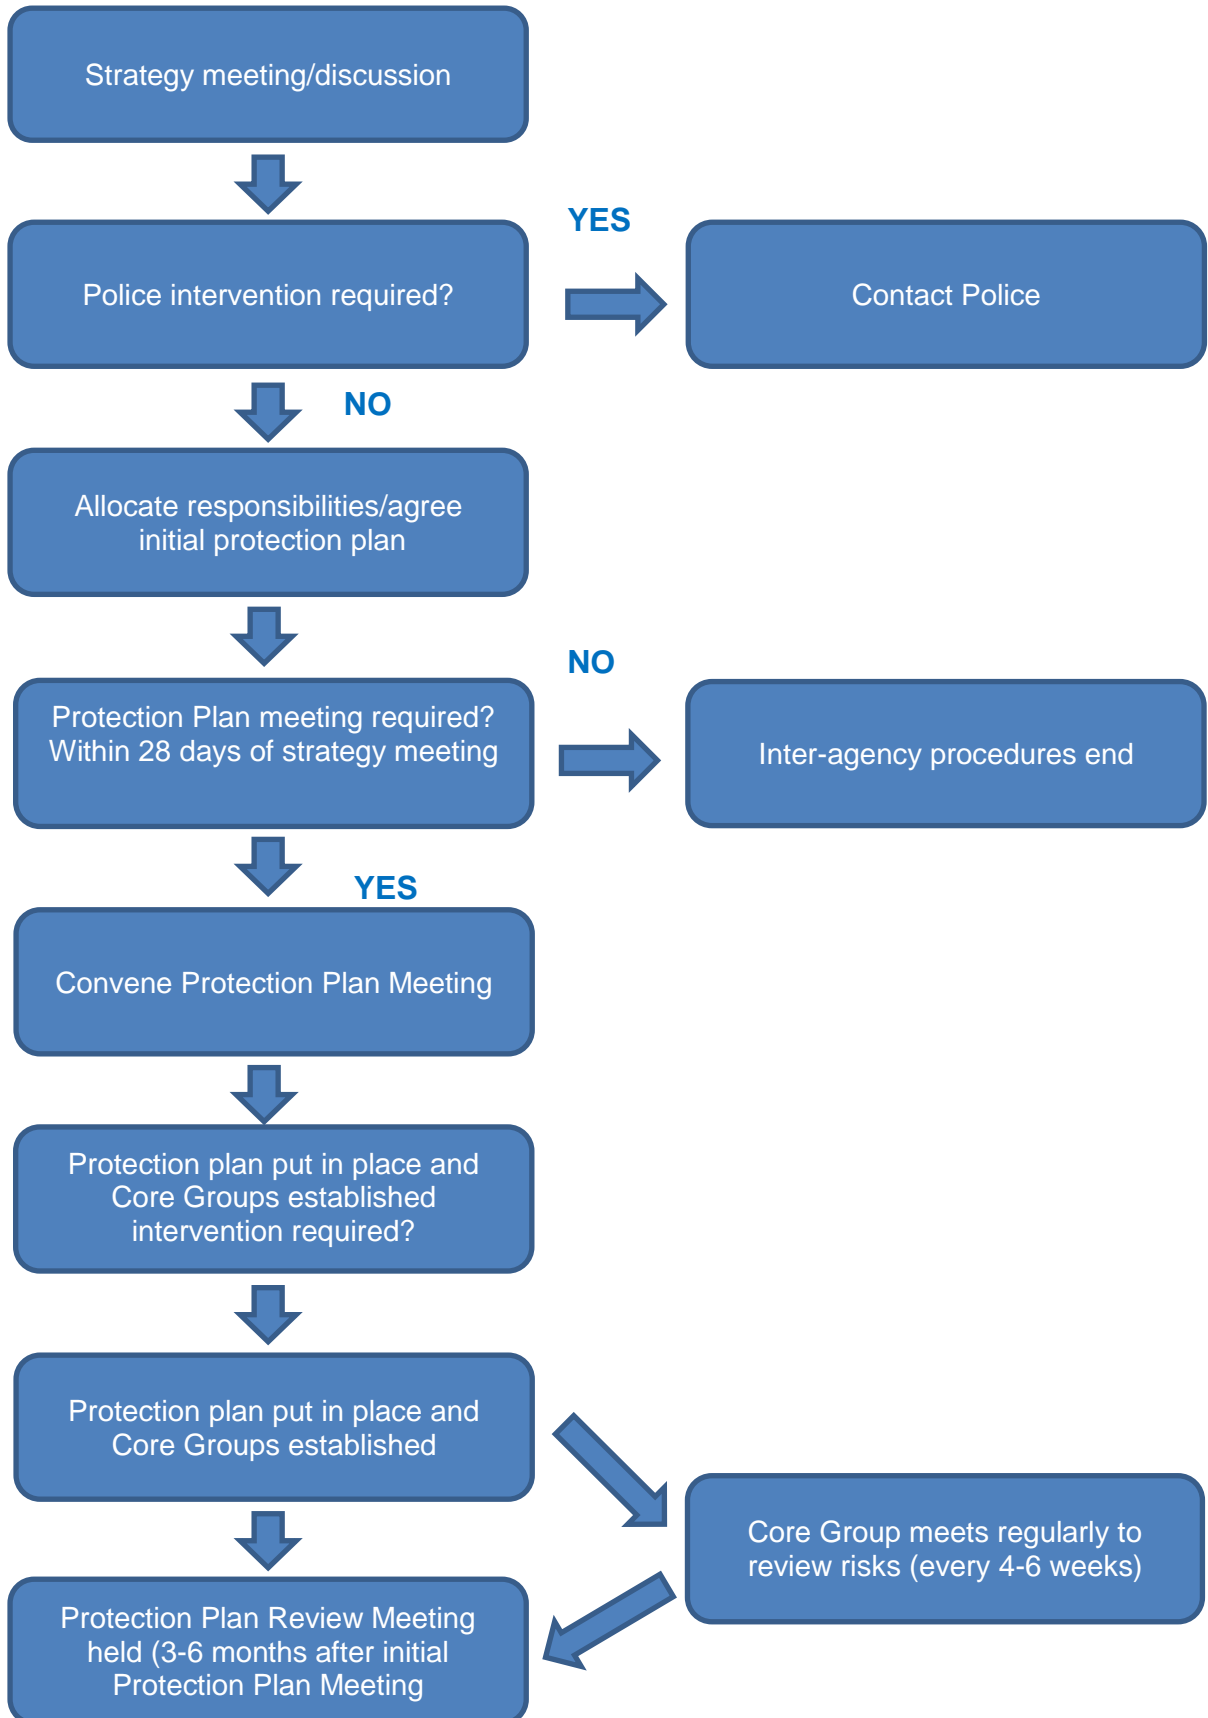 Strategy meeting/discussion
YES
Police intervention required?
Contact Police
NO
Allocate responsibilities/agree
initial protection plan
NO
Protection Plan meeting required?
Within 28 days of strategy meeting
Inter-agency procedures end
YES
Convene Protection Plan Meeting
Protection plan put in place and
Core Groups established
intervention required?
Protection plan put in place and
Core Groups established
Core Group meets regularly to
review risks (every 4-6 weeks)
Protection Plan Review Meeting
held (3-6 months after initial
Protection Plan Meeting